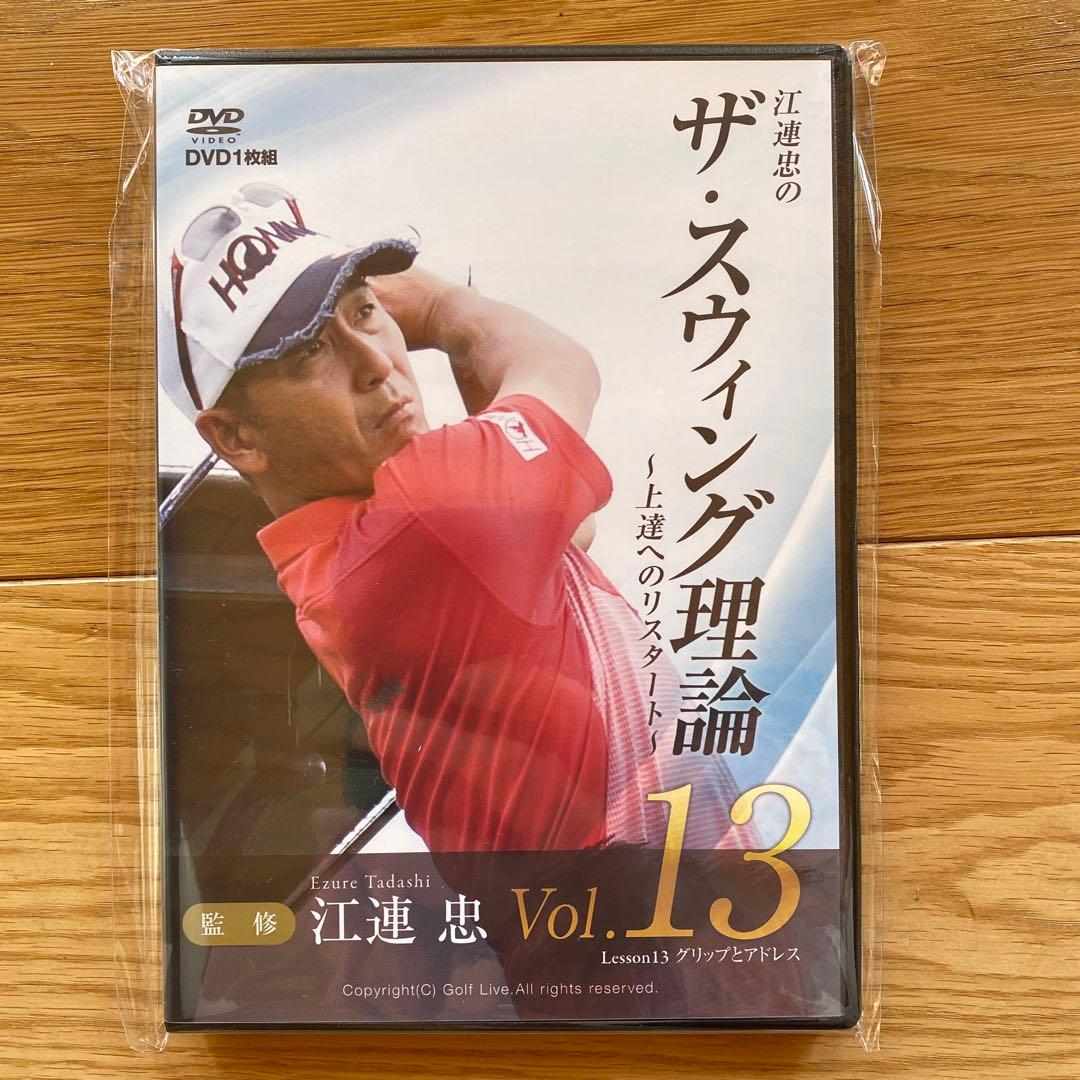 DVD
VIDEO
DVD1枚組
江連忠の
ザ・スウィング理論
～上達へのリスタート～
HONMA
Ezure Tadashi
監修
江連 忠
Vol.13
Lesson13 グリップとアドレス
Copyright(C) Golf Live.All rights reserved.